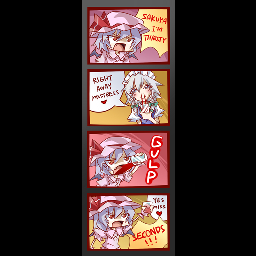 SAKUYA
I'M
THIRSTY
RIGHT
AWAY
MISTRESS
♥
GULP
YES
MISS
♥
SECONDS
!!!